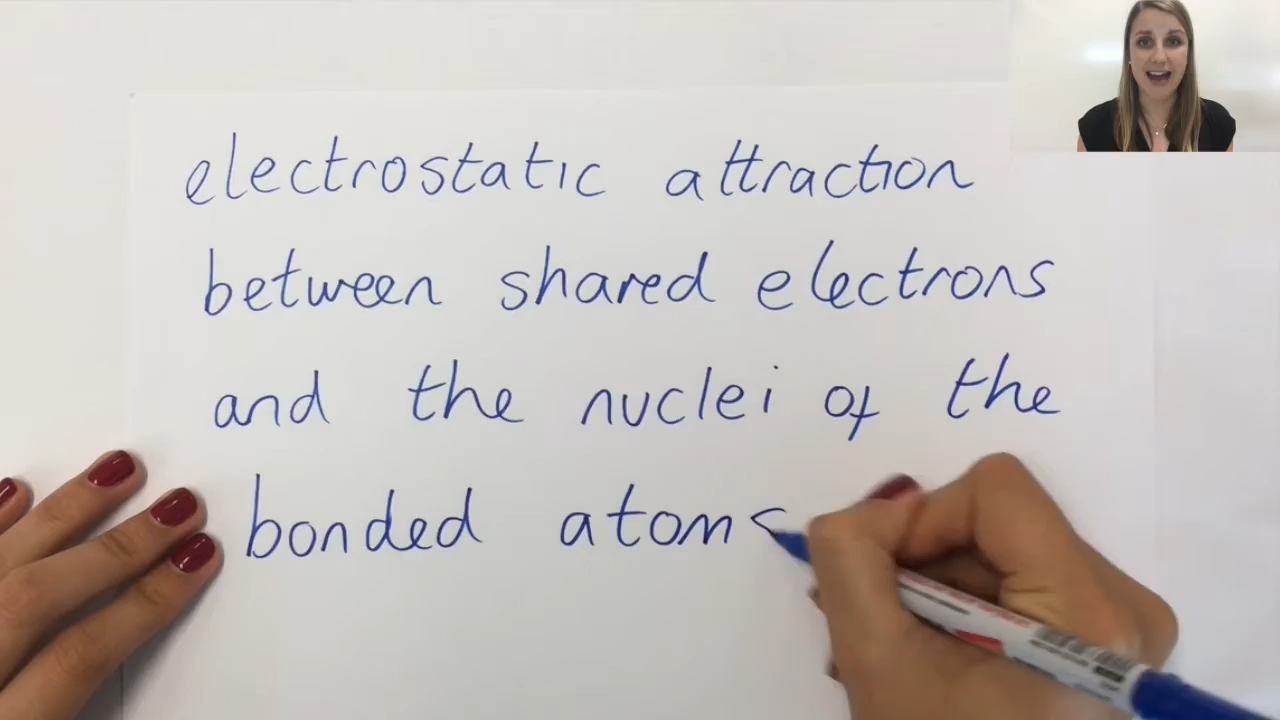 electrostatic attraction
between shared electrons
and the nuclei of the
bonded atoms